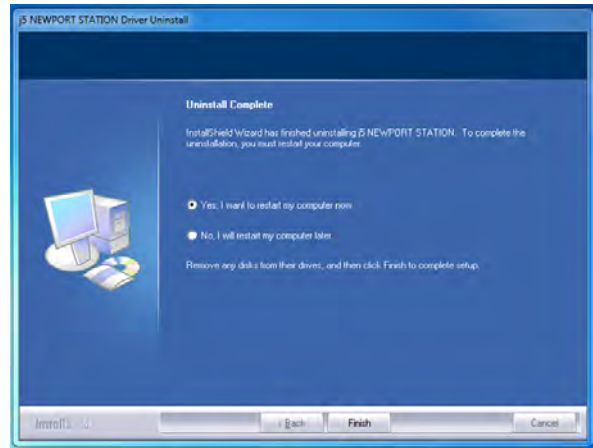 j5 NEWPORT STATION Driver Uninstall
Uninstall Complete
InstallShield Wizard has finished uninstalling j5 NEWPORT STATION. To complete the
uninstallation, you must restart your computer.
Yes, I want to restart my computer now.
No, I will restart my computer later.
Remove any disks from their drives, and then click Finish to complete setup.
InstallShield
< Back
Finish
Cancel